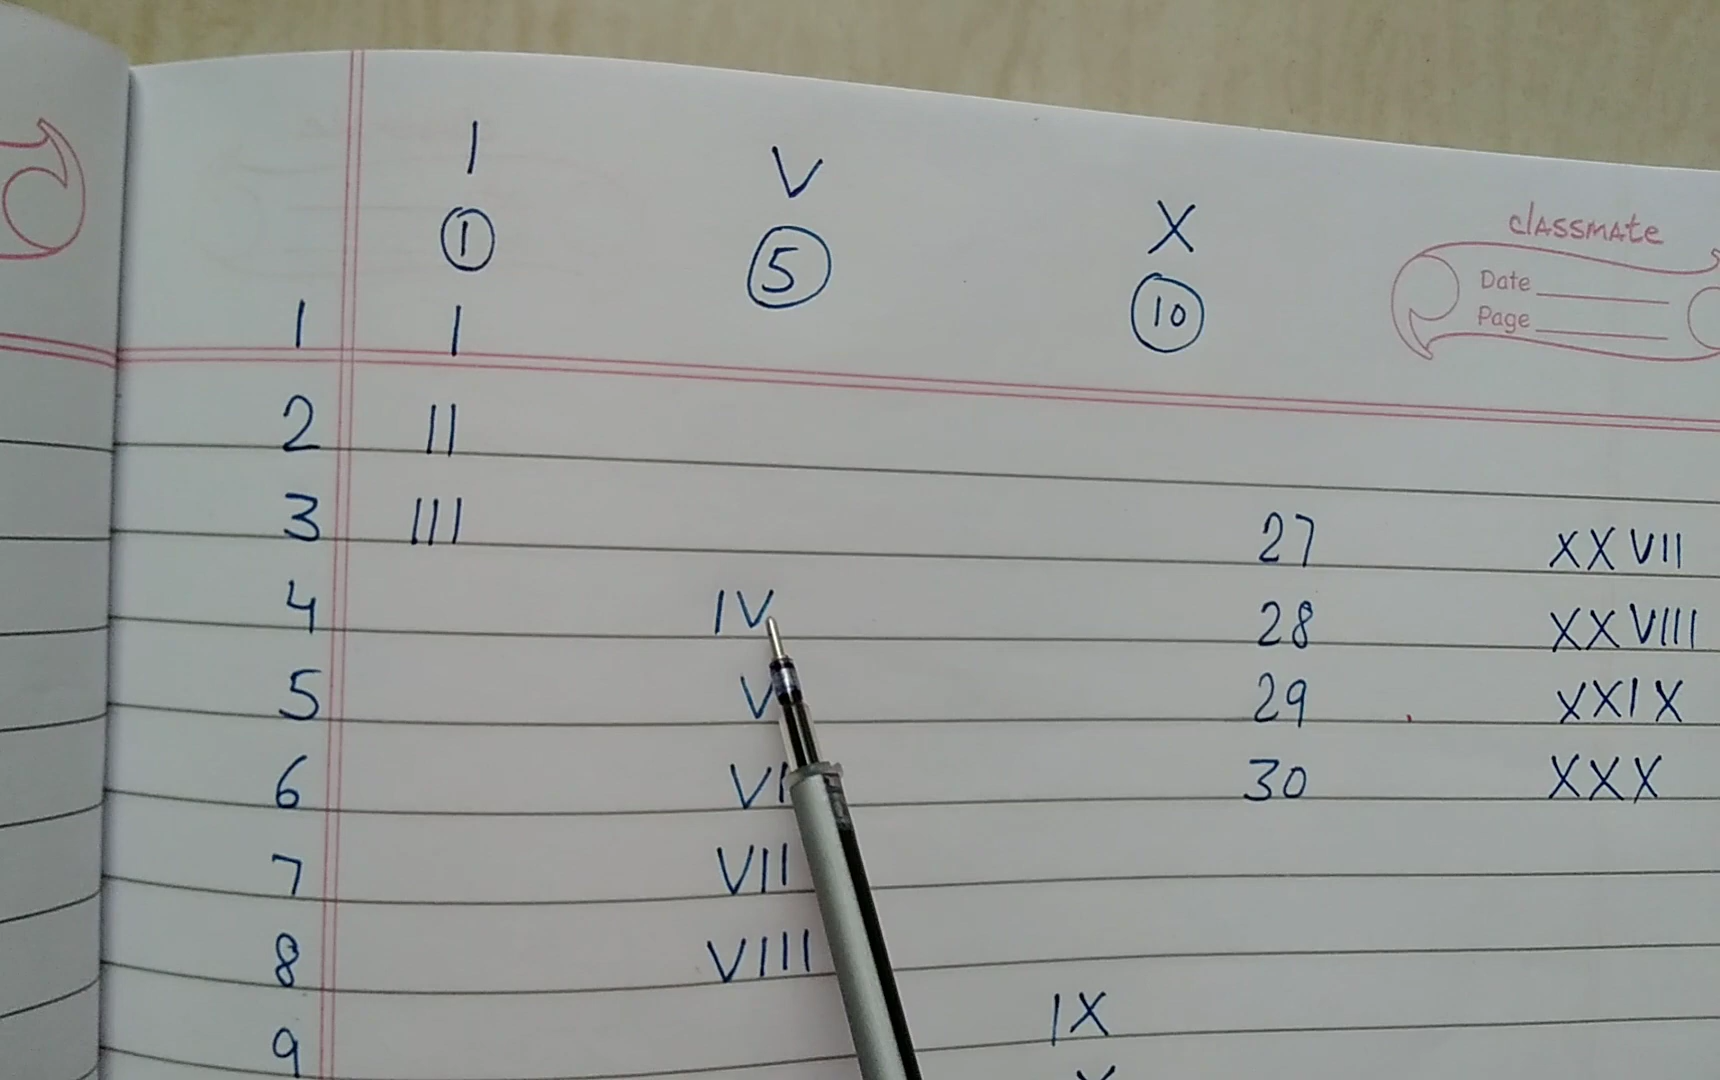 I V X
1 5 10
classmate
Date
Page
1 I
2 II
3 III 27 XXVII
4 IV 28 XXVIII
5 V 29 XXIX
6 VI 30 XXX
7 VII
8 VIII
9 IX